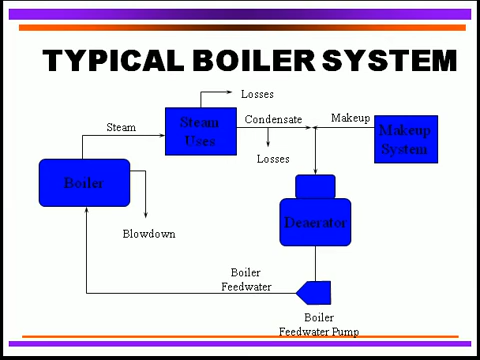 TYPICAL BOILER SYSTEM
Losses
Steam
Steam
Uses
Condensate
Makeup
Makeup
System
Losses
Boiler
Deaerator
Blowdown
Boiler
Feedwater
Boiler
Feedwater Pump